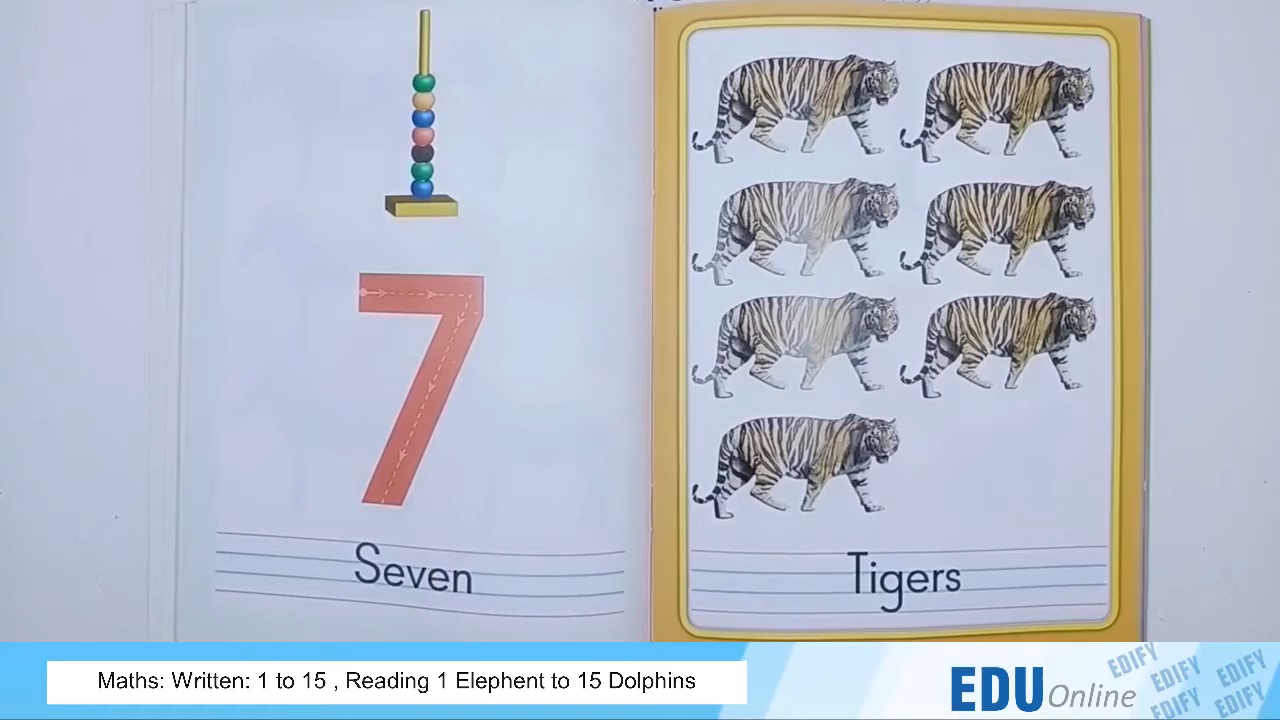 7
Seven
Tigers
Maths: Written: 1 to 15 , Reading 1 Elephent to 15 Dolphins
EDU Online
EDIFY EDIFY EDIFY
EDIFY EDIFY